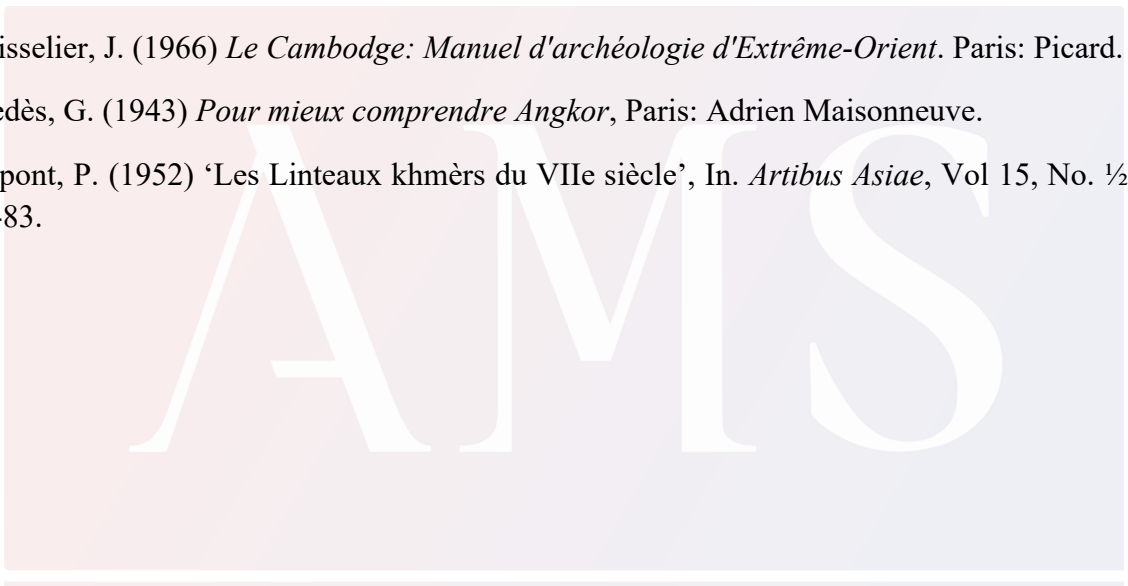 isselier, J. (1966) Le Cambodge: Manuel d'archéologie d'Extrême-Orient. Paris: Picard.
edès, G. (1943) Pour mieux comprendre Angkor, Paris: Adrien Maisonneuve.
pont, P. (1952) ‘Les Linteaux khmèrs du VIIe siècle’, In. Artibus Asiae, Vol 15, No. ½
-83.
AMS